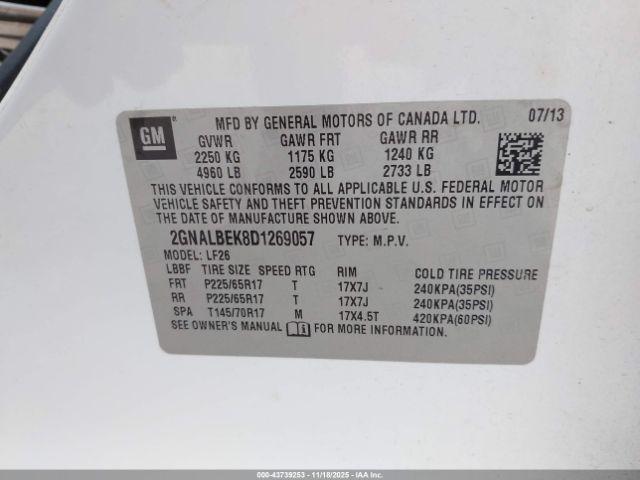 GM ®
MFD BY GENERAL MOTORS OF CANADA LTD. 07/13
GVWR GAWR FRT GAWR RR
2250 KG 1175 KG 1240 KG
4960 LB 2590 LB 2733 LB
THIS VEHICLE CONFORMS TO ALL APPLICABLE U.S. FEDERAL MOTOR
VEHICLE SAFETY AND THEFT PREVENTION STANDARDS IN EFFECT ON
THE DATE OF MANUFACTURE SHOWN ABOVE.
2GNALBEK8D1269057 TYPE: M.P.V.
MODEL: LF26
LBBF TIRE SIZE SPEED RTG RIM COLD TIRE PRESSURE
FRT P225/65R17 T 17X7J 240KPA(35PSI)
RR P225/65R17 T 17X7J 240KPA(35PSI)
SPA T145/70R17 M 17X4.5T 420KPA(60PSI)
SEE OWNER'S MANUAL FOR MORE INFORMATION.
000-43739253 - 11/18/2025 - IAA Inc.